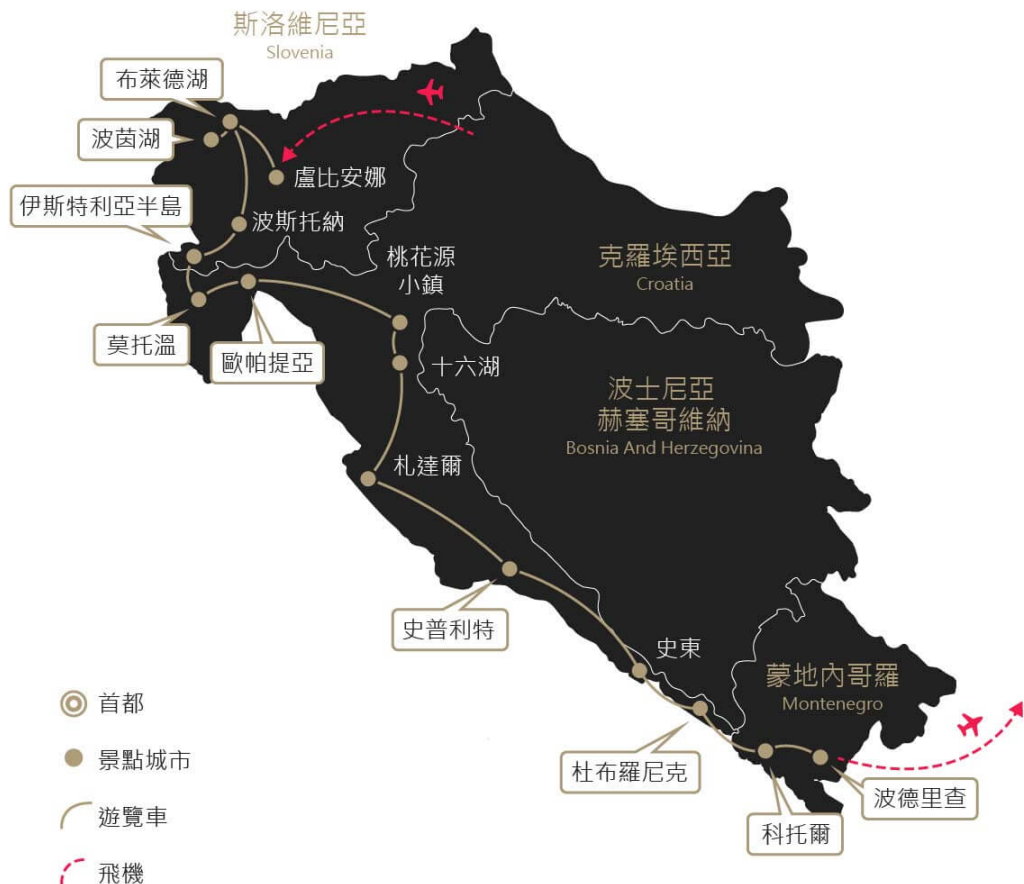 斯洛維尼亞
Slovenia
布萊德湖
波茵湖
盧比安娜
伊斯特利亞半島
波斯托納
桃花源
小鎮
克羅埃西亞
Croatia
莫托溫
歐帕提亞
十六湖
波士尼亞
赫塞哥維納
Bosnia And Herzegovina
札達爾
史普利特
史東
蒙地內哥羅
Montenegro
杜布羅尼克
波德里查
科托爾
首都
景點城市
遊覽車
飛機